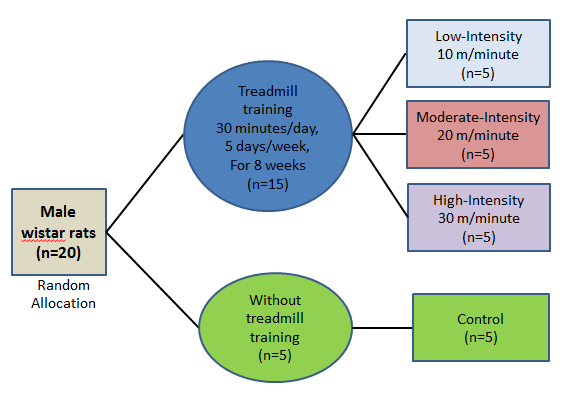 Male
wistar rats
(n=20)
Random
Allocation
Treadmill
training
30 minutes/day,
5 days/week,
For 8 weeks
(n=15)
Low-Intensity
10 m/minute
(n=5)
Moderate-Intensity
20 m/minute
(n=5)
High-Intensity
30 m/minute
(n=5)
Without
treadmill
training
(n=5)
Control
(n=5)